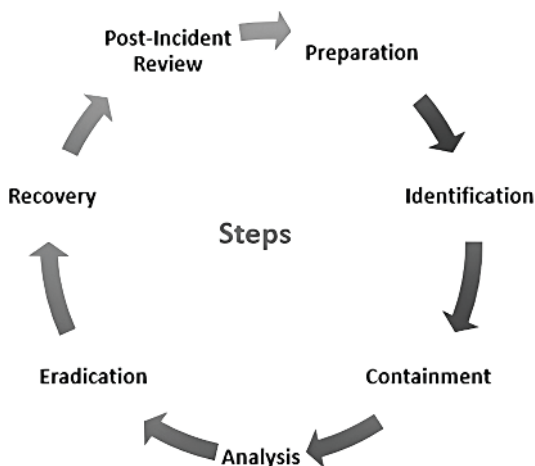 Post-Incident
Review
Preparation
Identification
Containment
Analysis
Eradication
Recovery
Steps